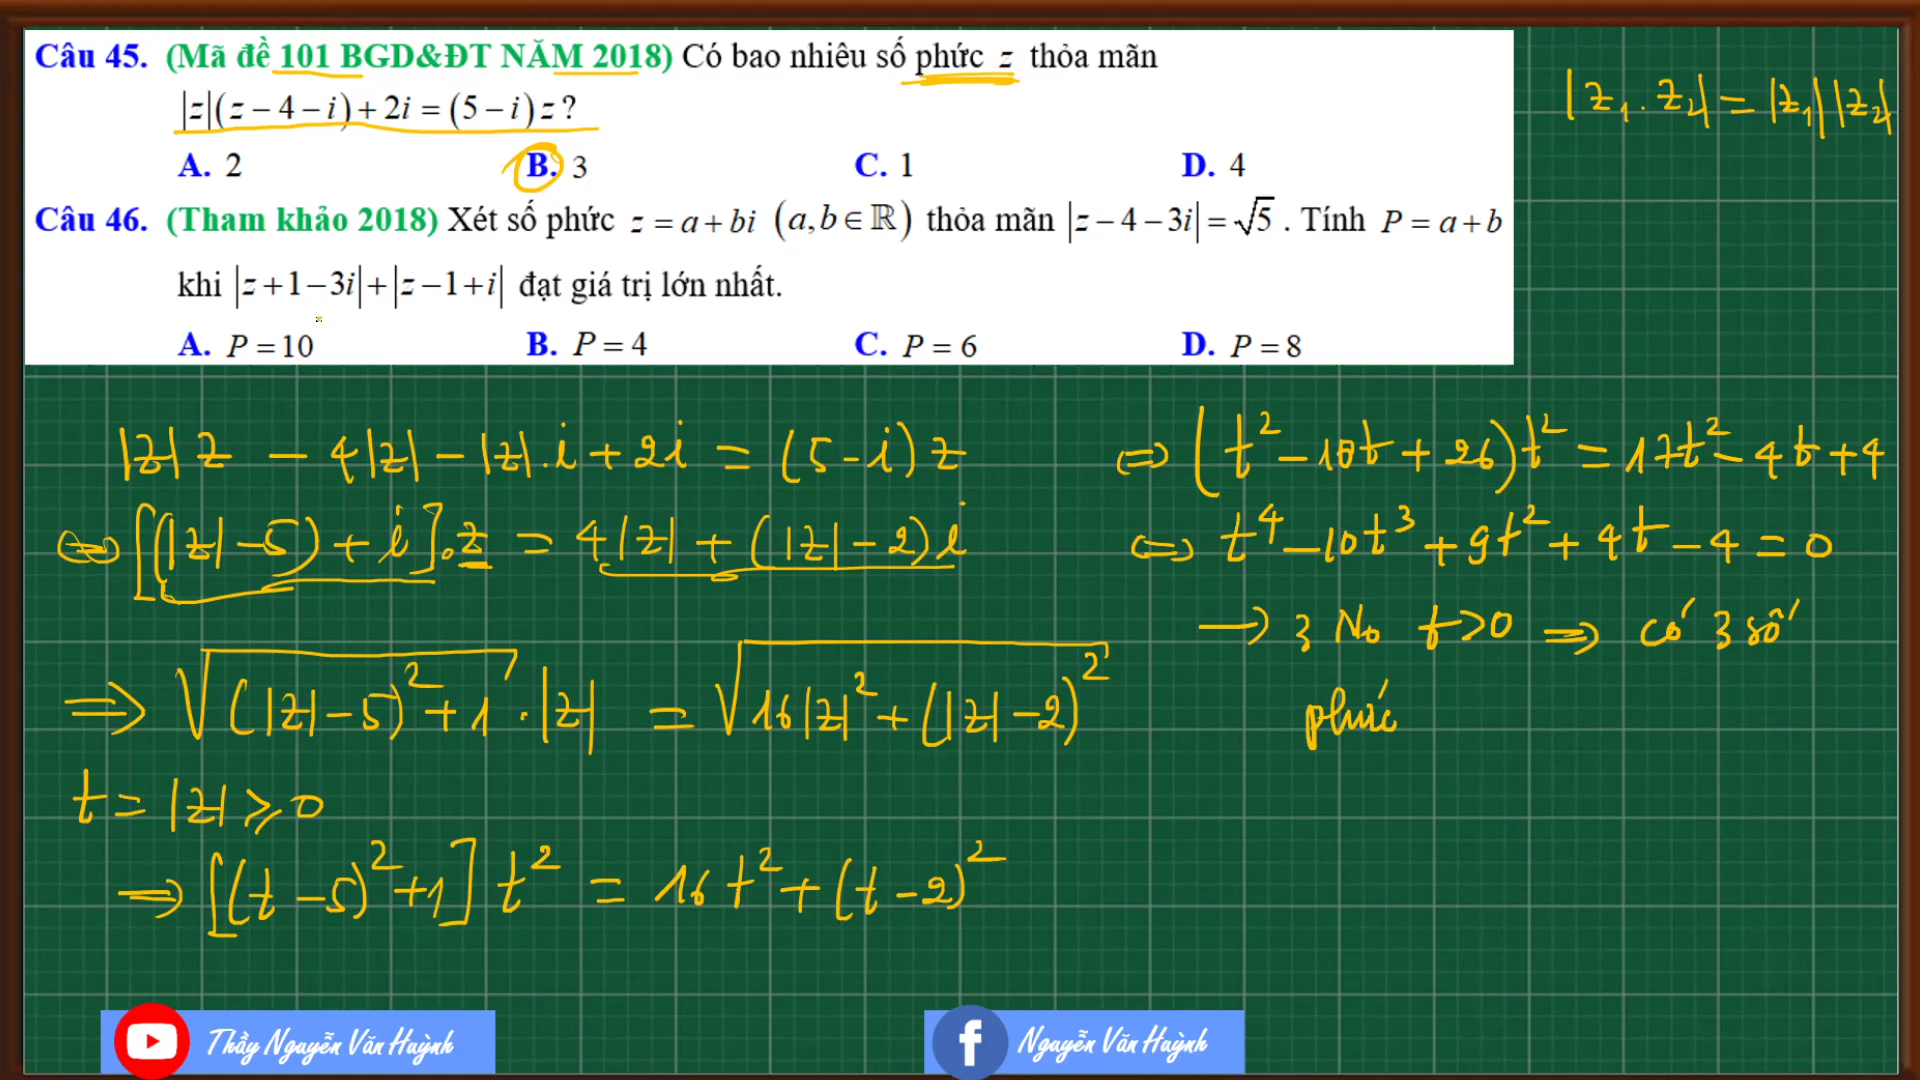 Câu 45. (Mã đề 101 BGD&ĐT NĂM 2018) Có bao nhiêu số phức z thỏa mãn
|z|(z − 4 − i) + 2i = (5 − i)z?
A. 2 B. 3 C. 1 D. 4
Câu 46. (Tham khảo 2018) Xét số phức z = a + bi (a, b ∈ ℝ) thỏa mãn |z − 4 − 3i| = √5. Tính P = a + b
khi |z + 1 − 3i| + |z − 1 + i| đạt giá trị lớn nhất.
A. P = 10 B. P = 4 C. P = 6 D. P = 8
|z₁.z₂| = |z₁||z₂|
|z|z − 4|z| − |z|.i + 2i = (5 − i)z
⇔ [(|z| − 5) + i].z = 4|z| + (|z| − 2)i
⇒ √((|z| − 5)² + 1).|z| = √(16|z|² + (|z| − 2)²)
t = |z| ⩾ 0
⇒ [(t − 5)² + 1]t² = 16t² + (t − 2)²
⇔ (t² − 10t + 26)t² = 17t² − 4t + 4
⇔ t⁴ − 10t³ + 9t² + 4t − 4 = 0
→ 3 No t > 0 ⇒ có 3 số
phức
Thầy Nguyễn Văn Huỳnh
f Nguyễn Văn Huỳnh